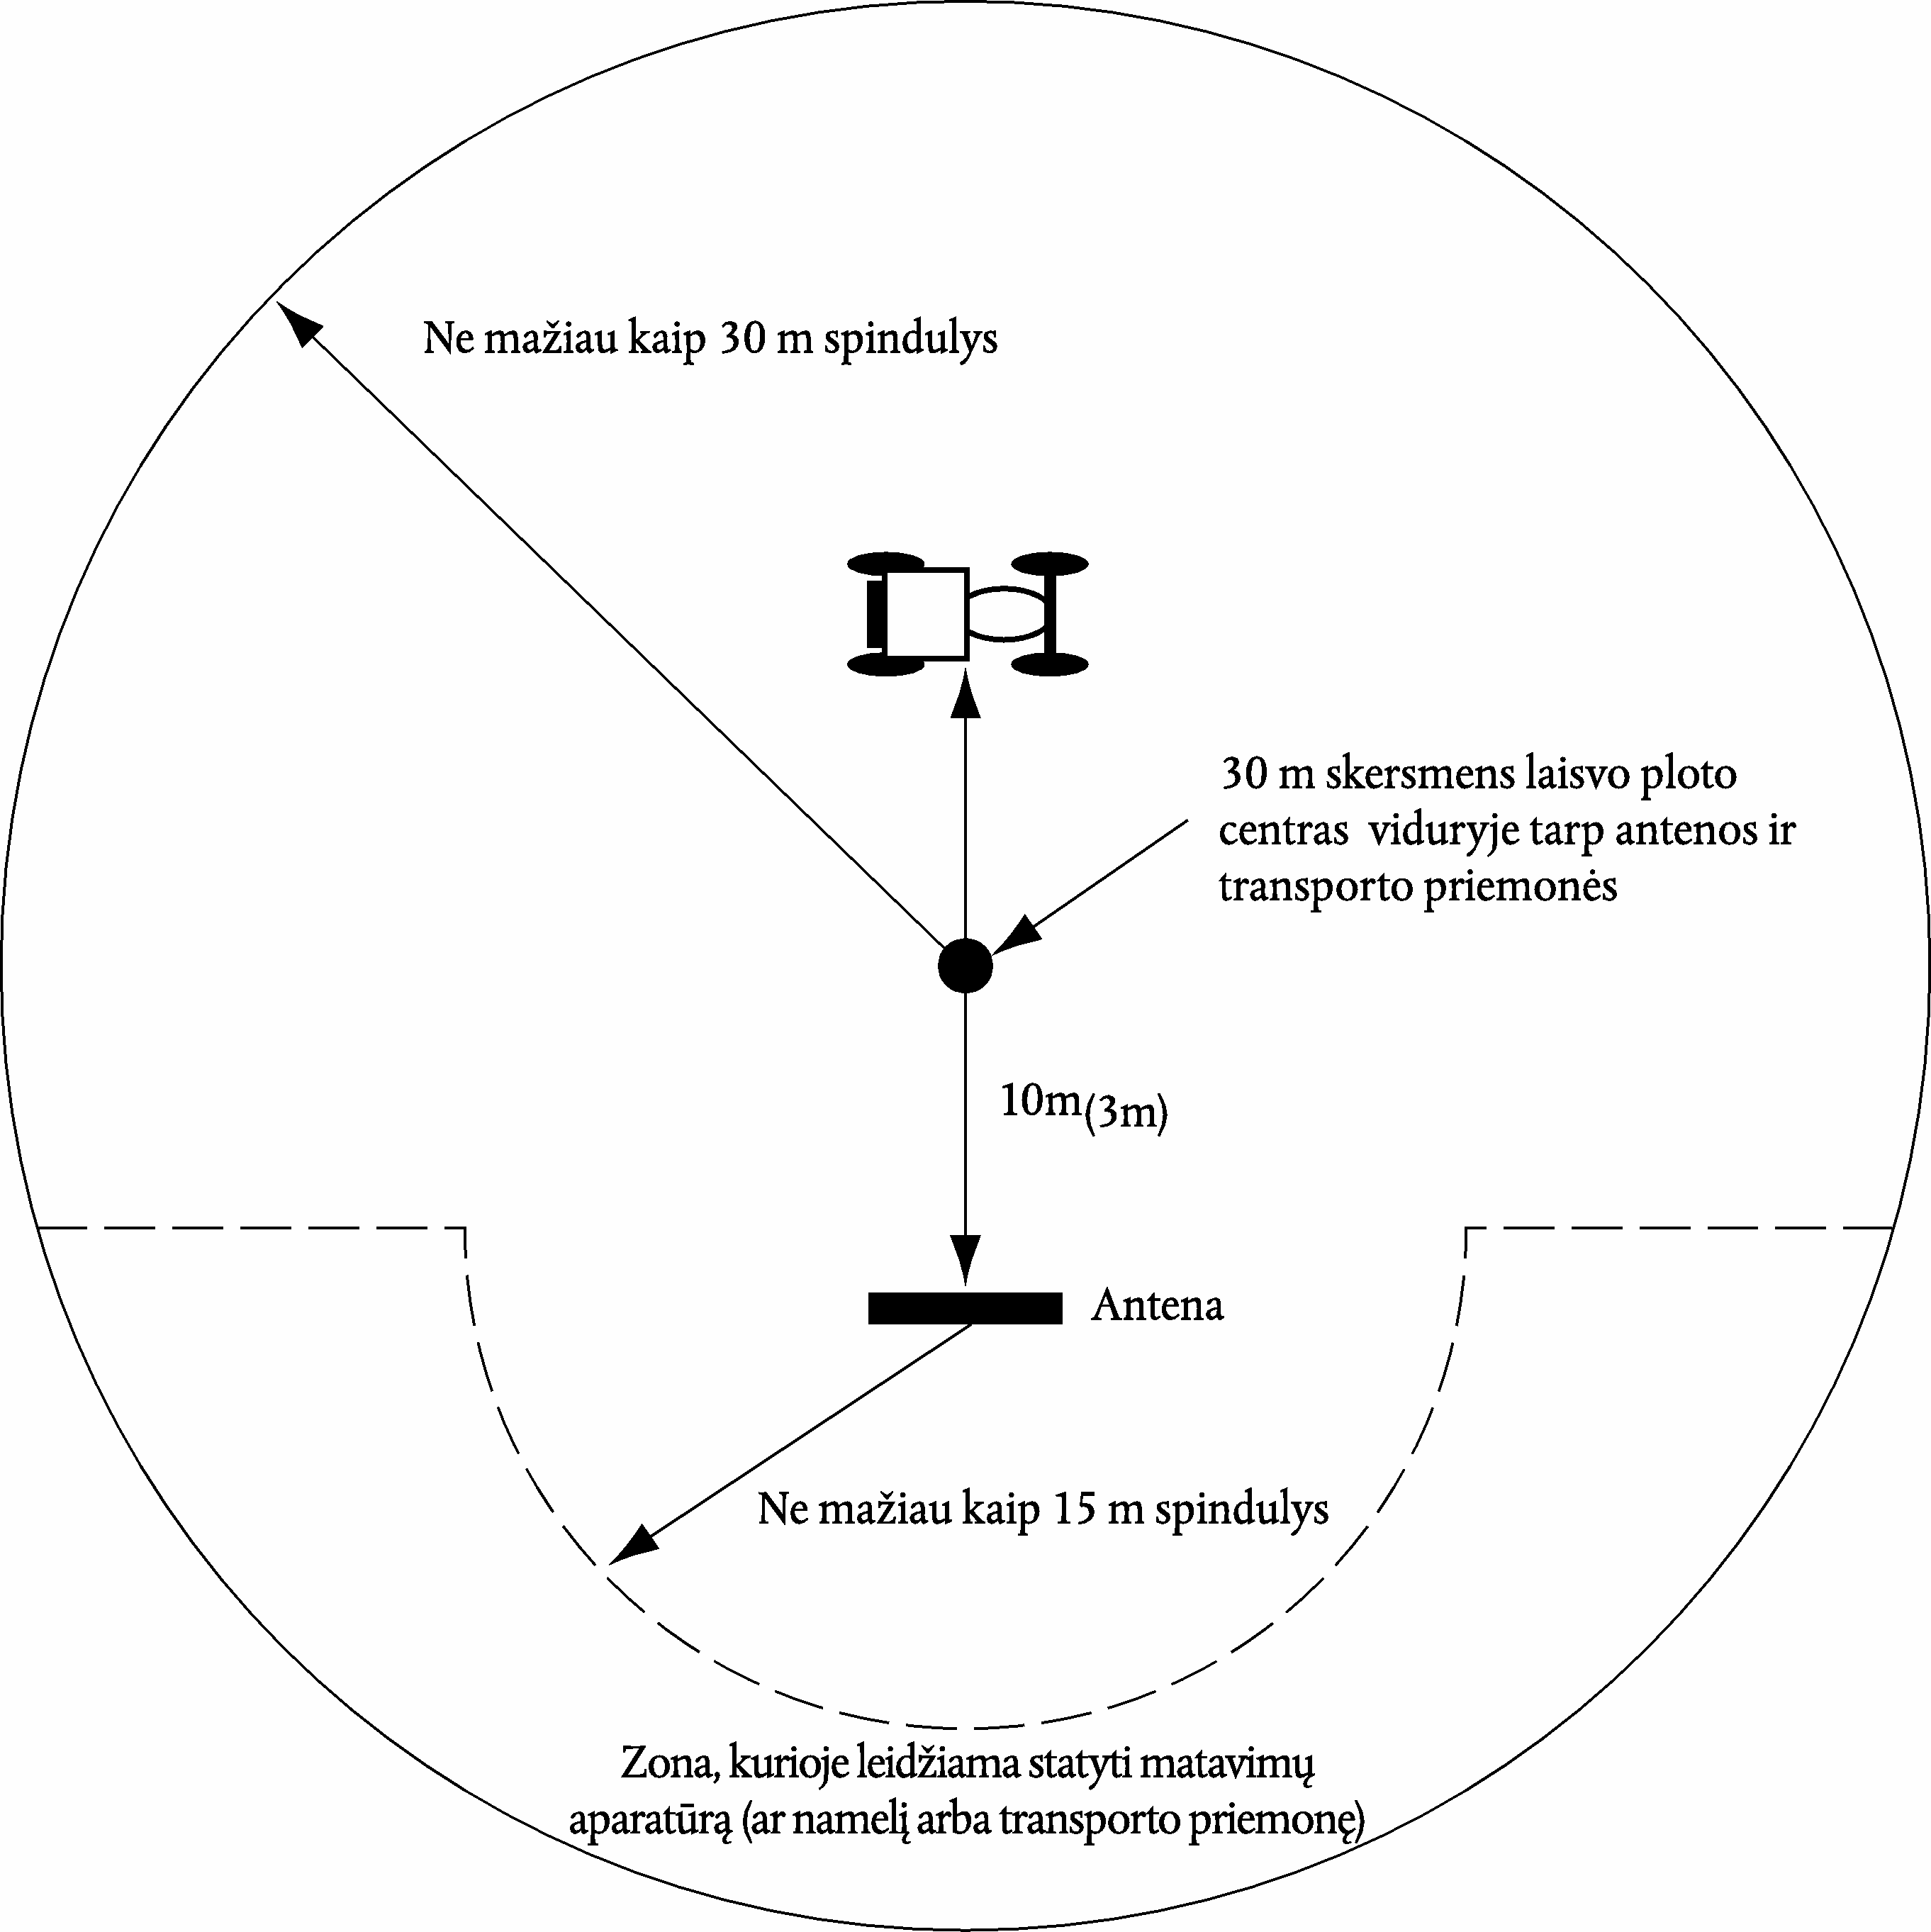 Ne mažiau kaip 30 m spindulys
30 m skersmens laisvo ploto
centras viduryje tarp antenos ir
transporto priemonės
10m(3m)
Antena
Ne mažiau kaip 15 m spindulys
Zona, kurioje leidžiama statyti matavimų
aparatūrą (ar namelį arba transporto priemonę)